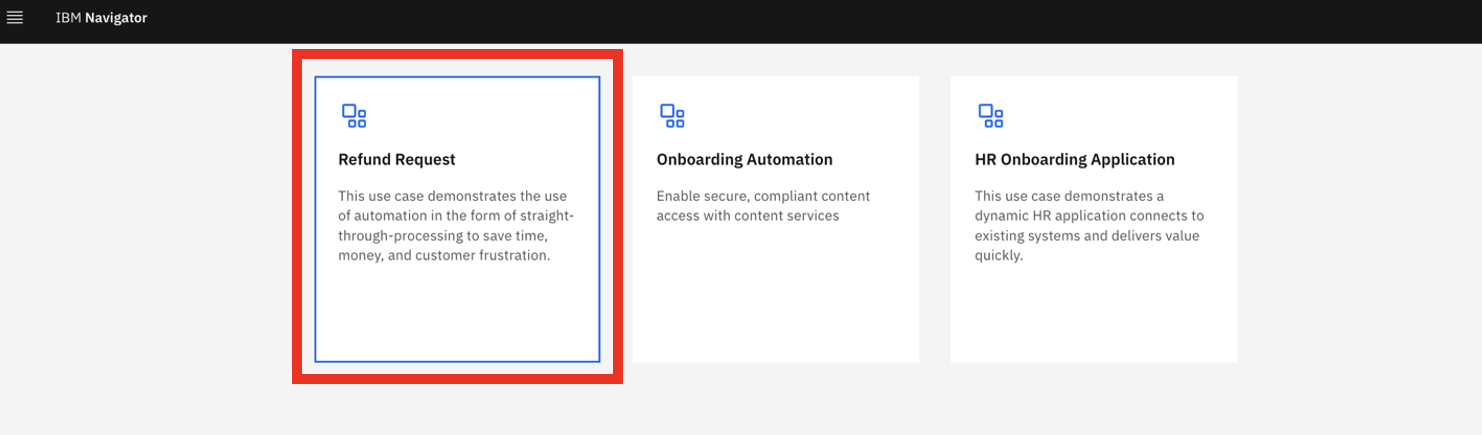 IBM Navigator
Refund Request
This use case demonstrates the use
of automation in the form of straight-
through-processing to save time,
money, and customer frustration.
Onboarding Automation
Enable secure, compliant content
access with content services
HR Onboarding Application
This use case demonstrates a
dynamic HR application connects to
existing systems and delivers value
quickly.